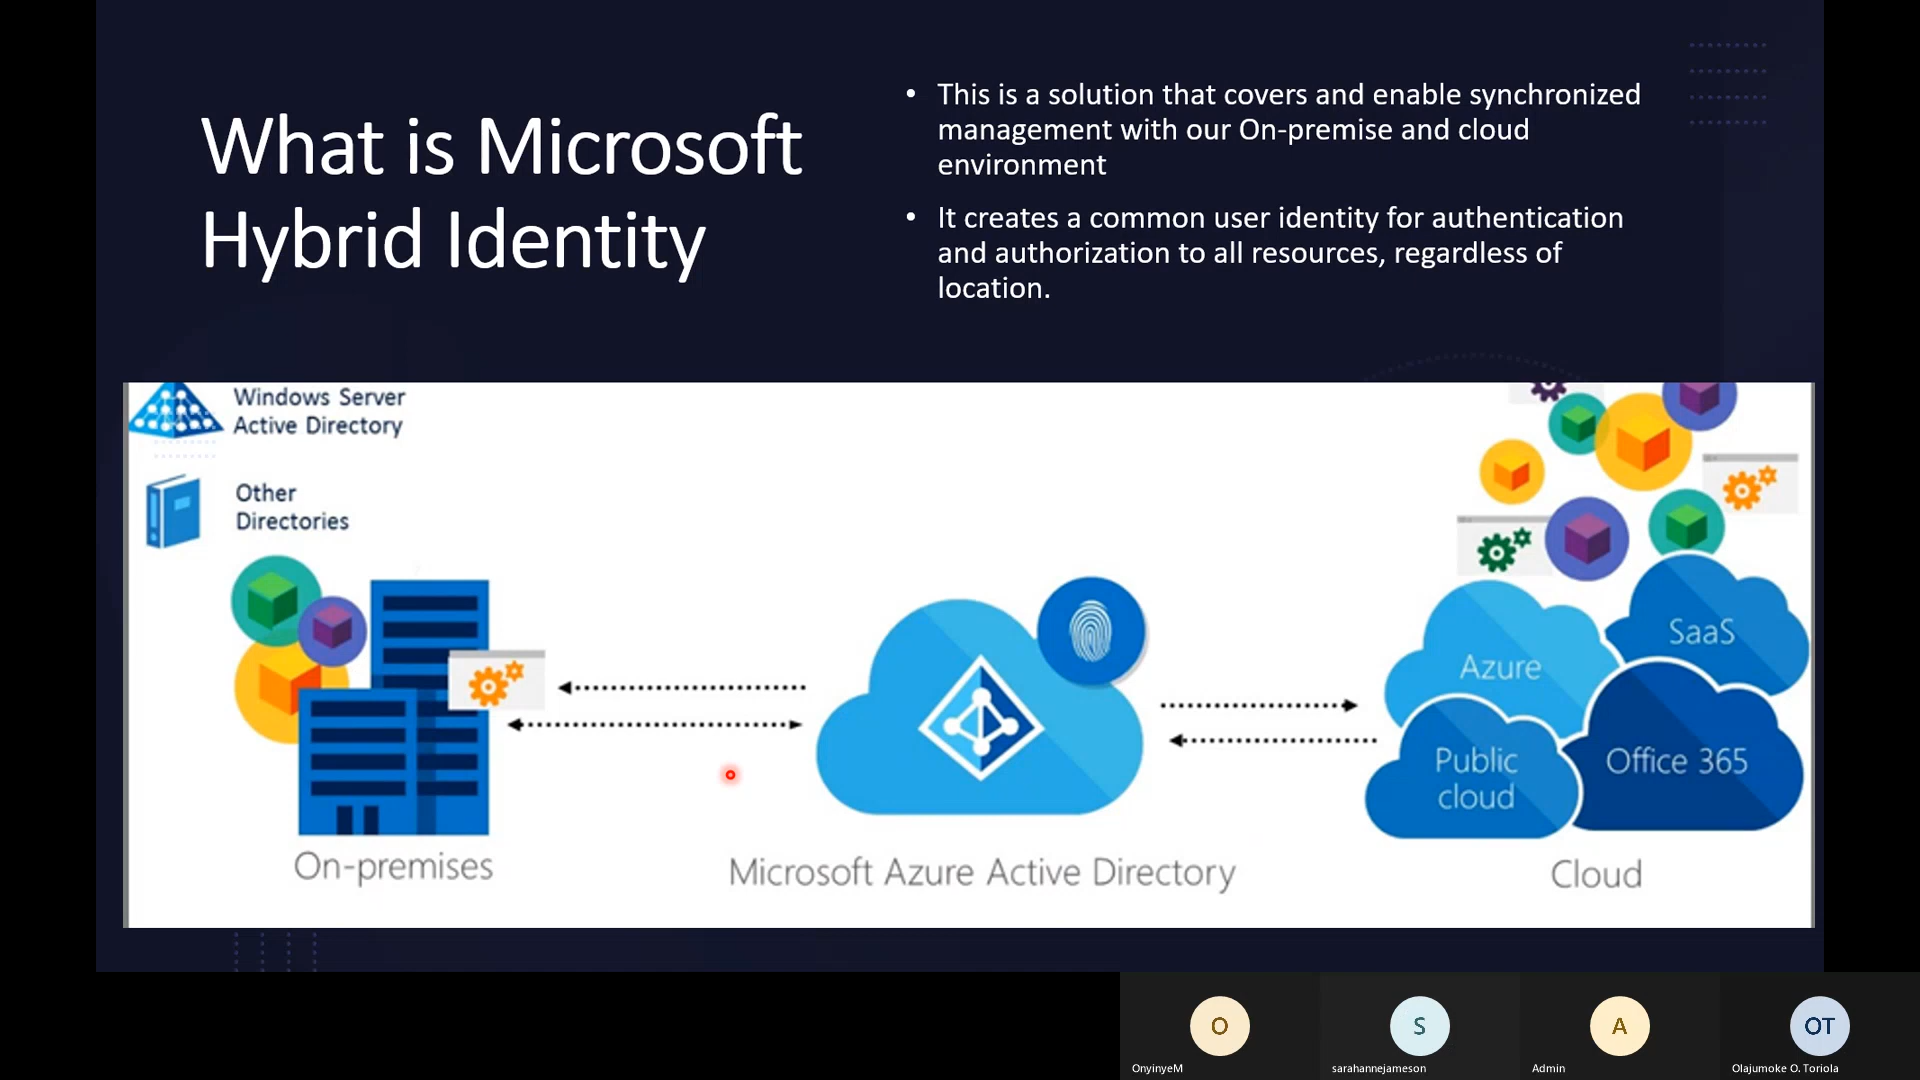 What is Microsoft
Hybrid Identity
• This is a solution that covers and enable synchronized
management with our On-premise and cloud
environment
• It creates a common user identity for authentication
and authorization to all resources, regardless of
location.
Windows Server
Active Directory
Other
Directories
On-premises
Microsoft Azure Active Directory
Azure
SaaS
Public
cloud
Office 365
Cloud
O
OnyinyeM
S
sarahannejameson
A
Admin
OT
Olajumoke O. Toriola